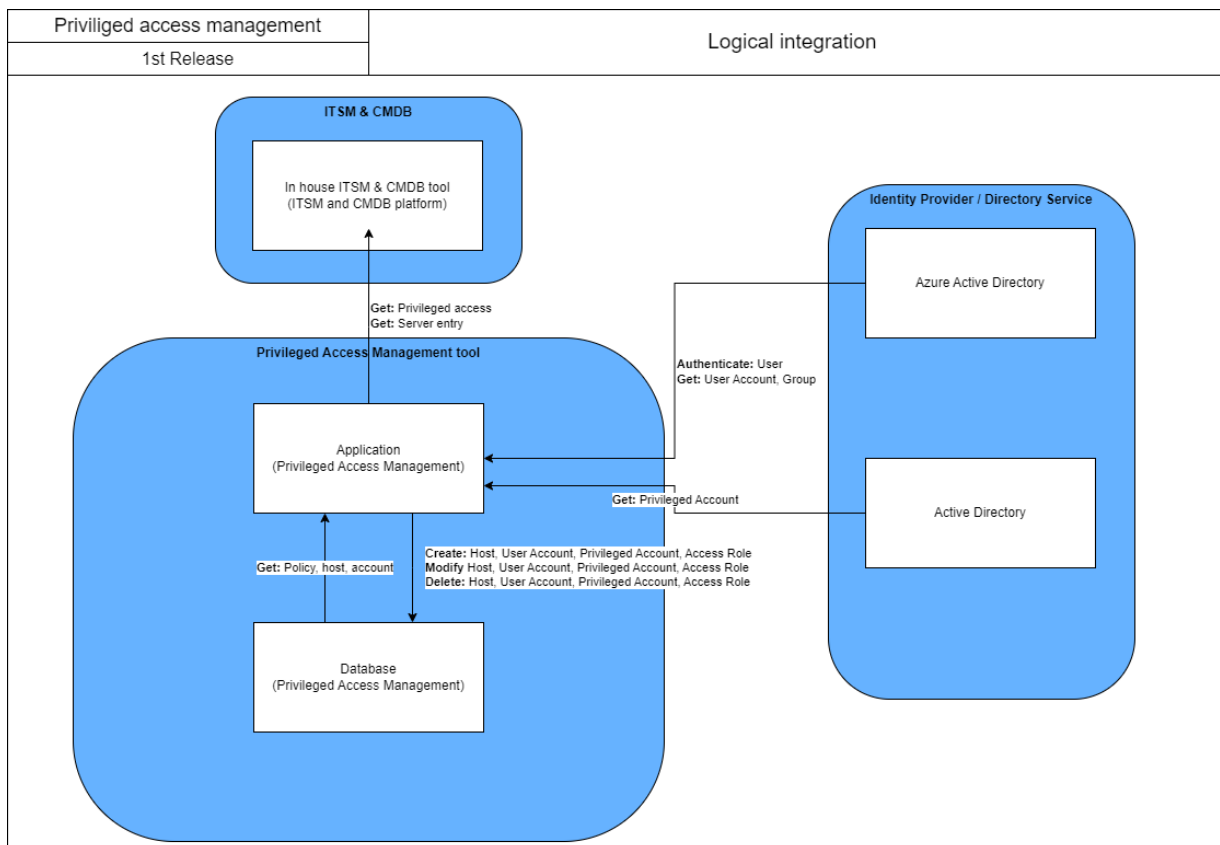 Priviliged access management
1st Release
Logical integration
ITSM & CMDB
In house ITSM & CMDB tool
(ITSM and CMDB platform)
Identity Provider / Directory Service
Azure Active Directory
Get: Privileged access
Get: Server entry
Privileged Access Management tool
Authenticate: User
Get: User Account, Group
Application
(Privileged Access Management)
Get: Privileged Account
Active Directory
Create: Host, User Account, Privileged Account, Access Role
Modify Host, User Account, Privileged Account, Access Role
Delete: Host, User Account, Privileged Account, Access Role
Get: Policy, host, account
Database
(Privileged Access Management)